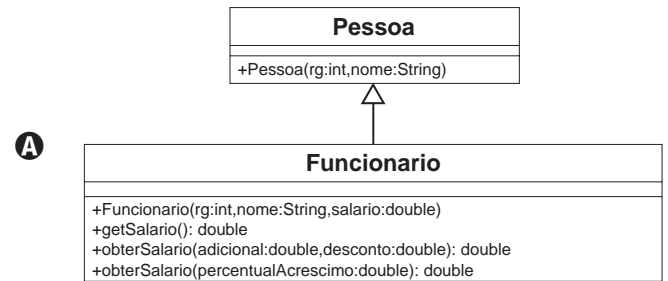 Pessoa
+Pessoa(rg:int,nome:String)
A
Funcionario
+Funcionario(rg:int,nome:String,salario:double)
+getSalario(): double
+obterSalario(adicional:double,desconto:double): double
+obterSalario(percentualAcrescimo:double): double